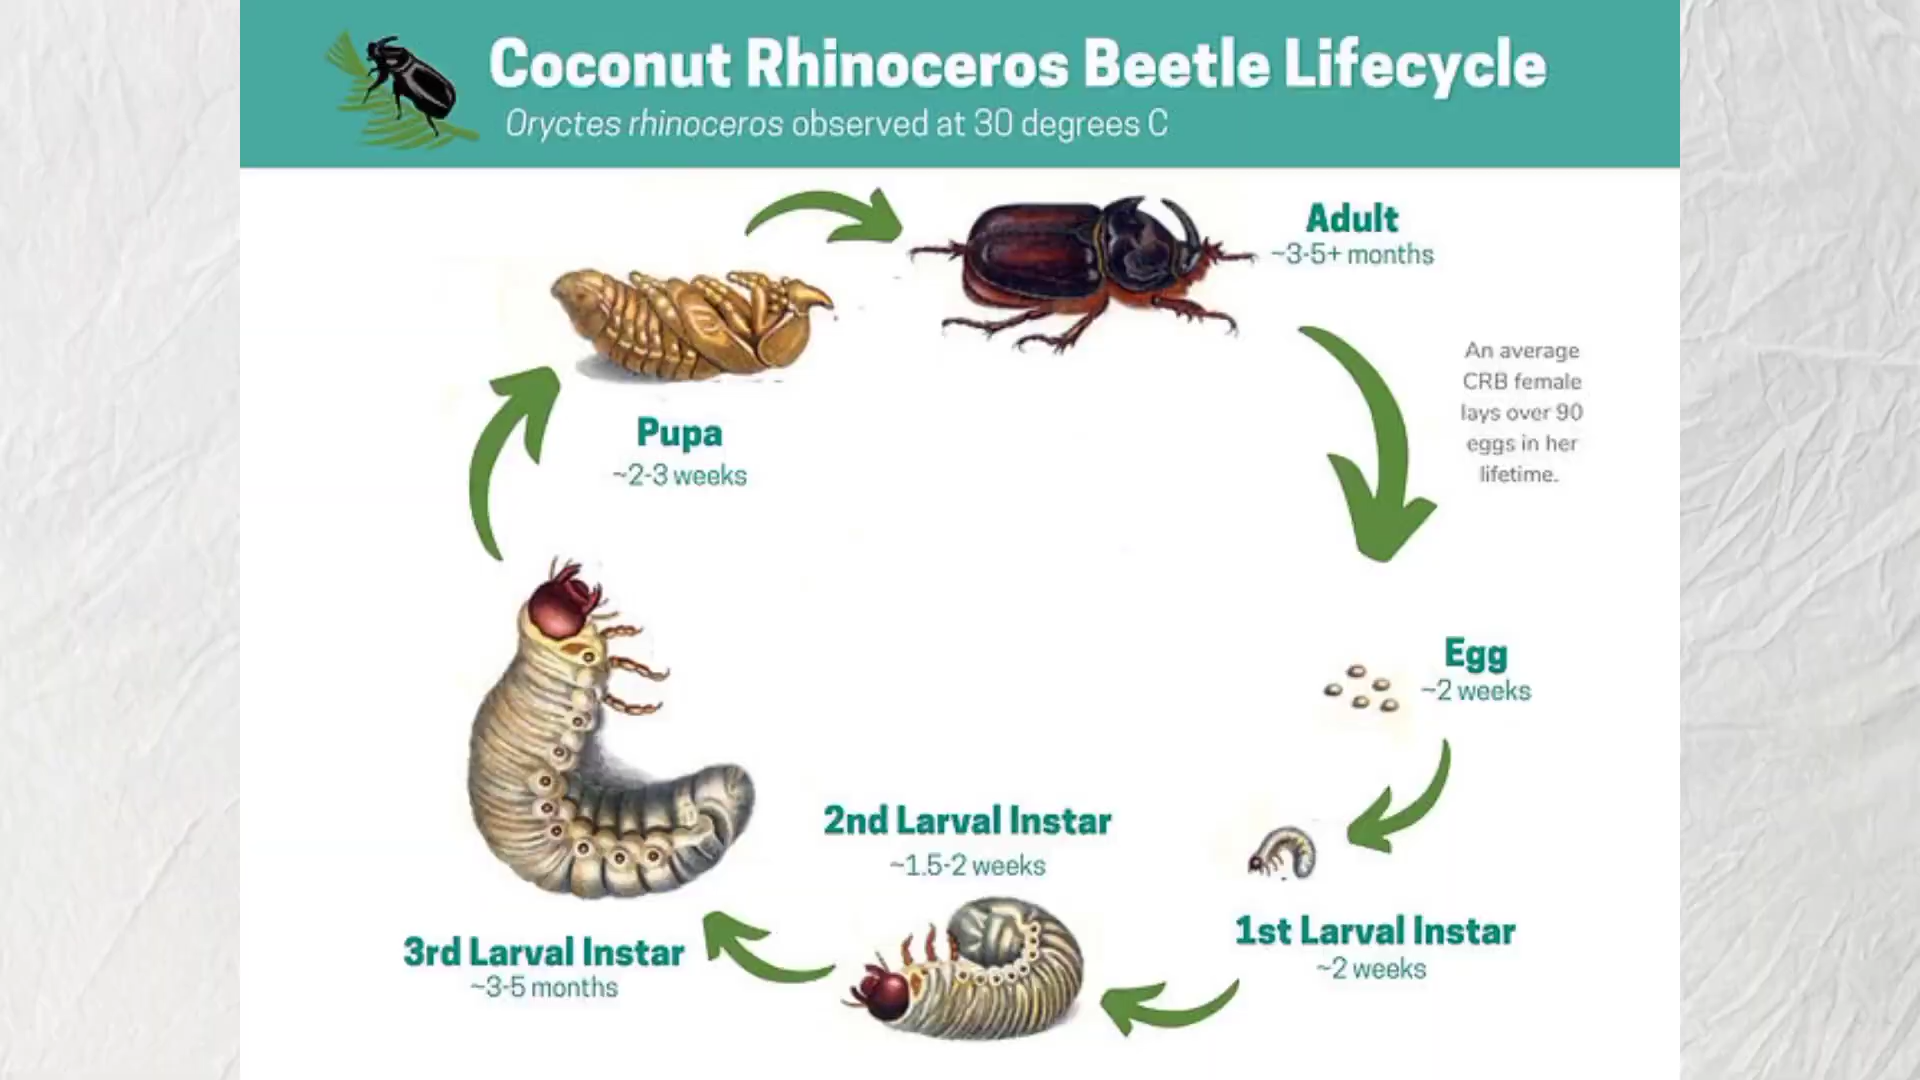 Coconut Rhinoceros Beetle Lifecycle
Oryctes rhinoceros observed at 30 degrees C
Adult
~3-5+ months
An average
CRB female
lays over 90
eggs in her
lifetime.
Pupa
~2-3 weeks
Egg
~2 weeks
2nd Larval Instar
~1.5-2 weeks
1st Larval Instar
~2 weeks
3rd Larval Instar
~3-5 months